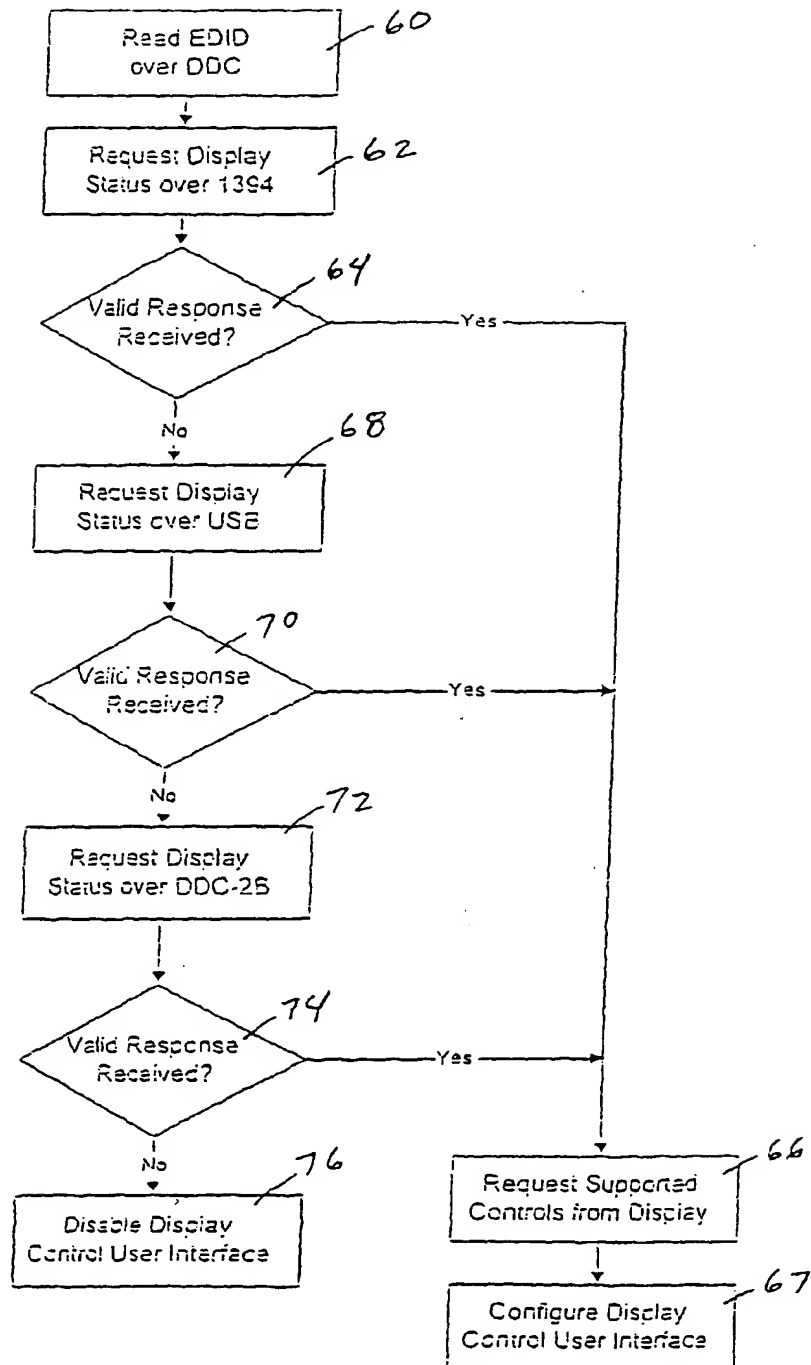 Read EDID
over DDC
60
Request Display
Status over 1394
62
Valid Response
Received?
64
Yes
No
Request Display
Status over USB
68
Valid Response
Received?
70
Yes
No
Request Display
Status over DDC-2B
72
Valid Response
Received?
74
Yes
No
Disable Display
Control User Interface
76
Request Supported
Controls from Display
66
Configure Display
Control User Interface
67